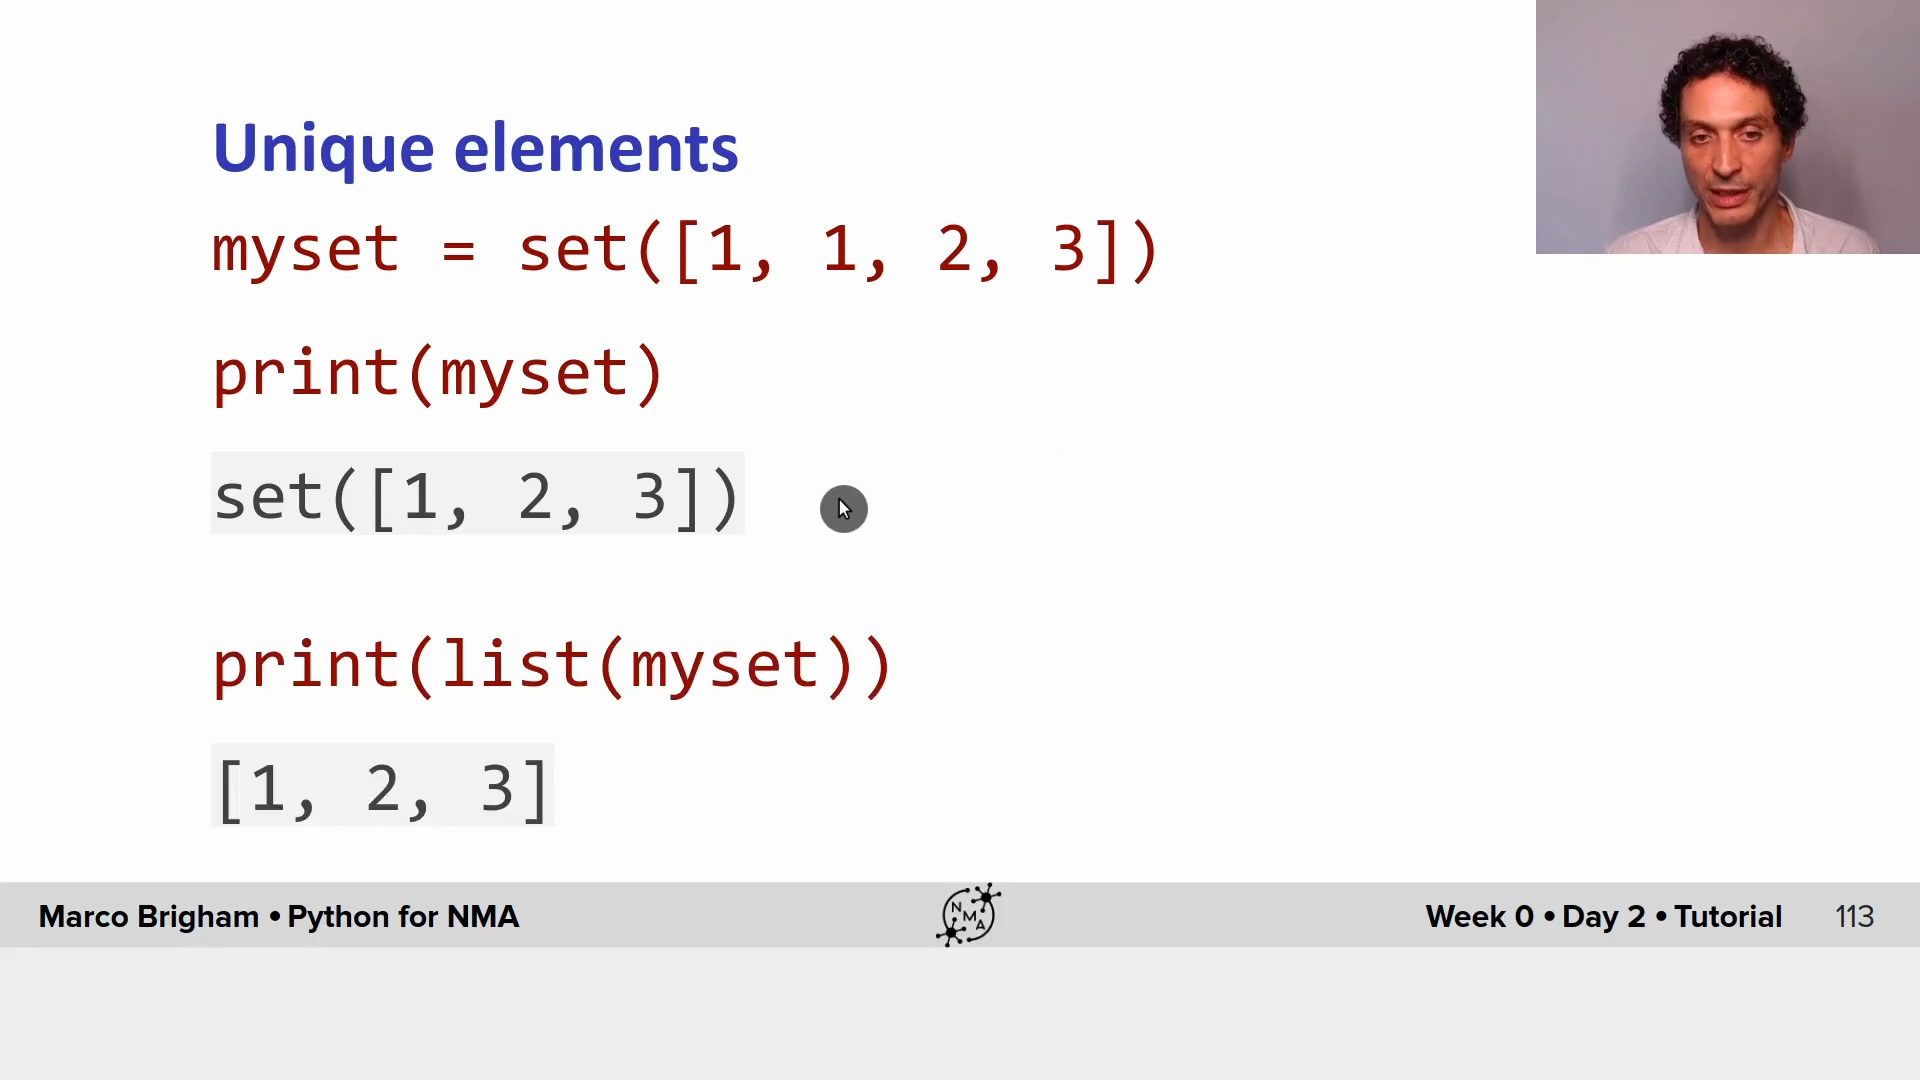 Unique elements
myset = set([1, 1, 2, 3])
print(myset)
set([1, 2, 3])
print(list(myset))
[1, 2, 3]
Marco Brigham • Python for NMA
N
M
A
Week 0 • Day 2 • Tutorial 113